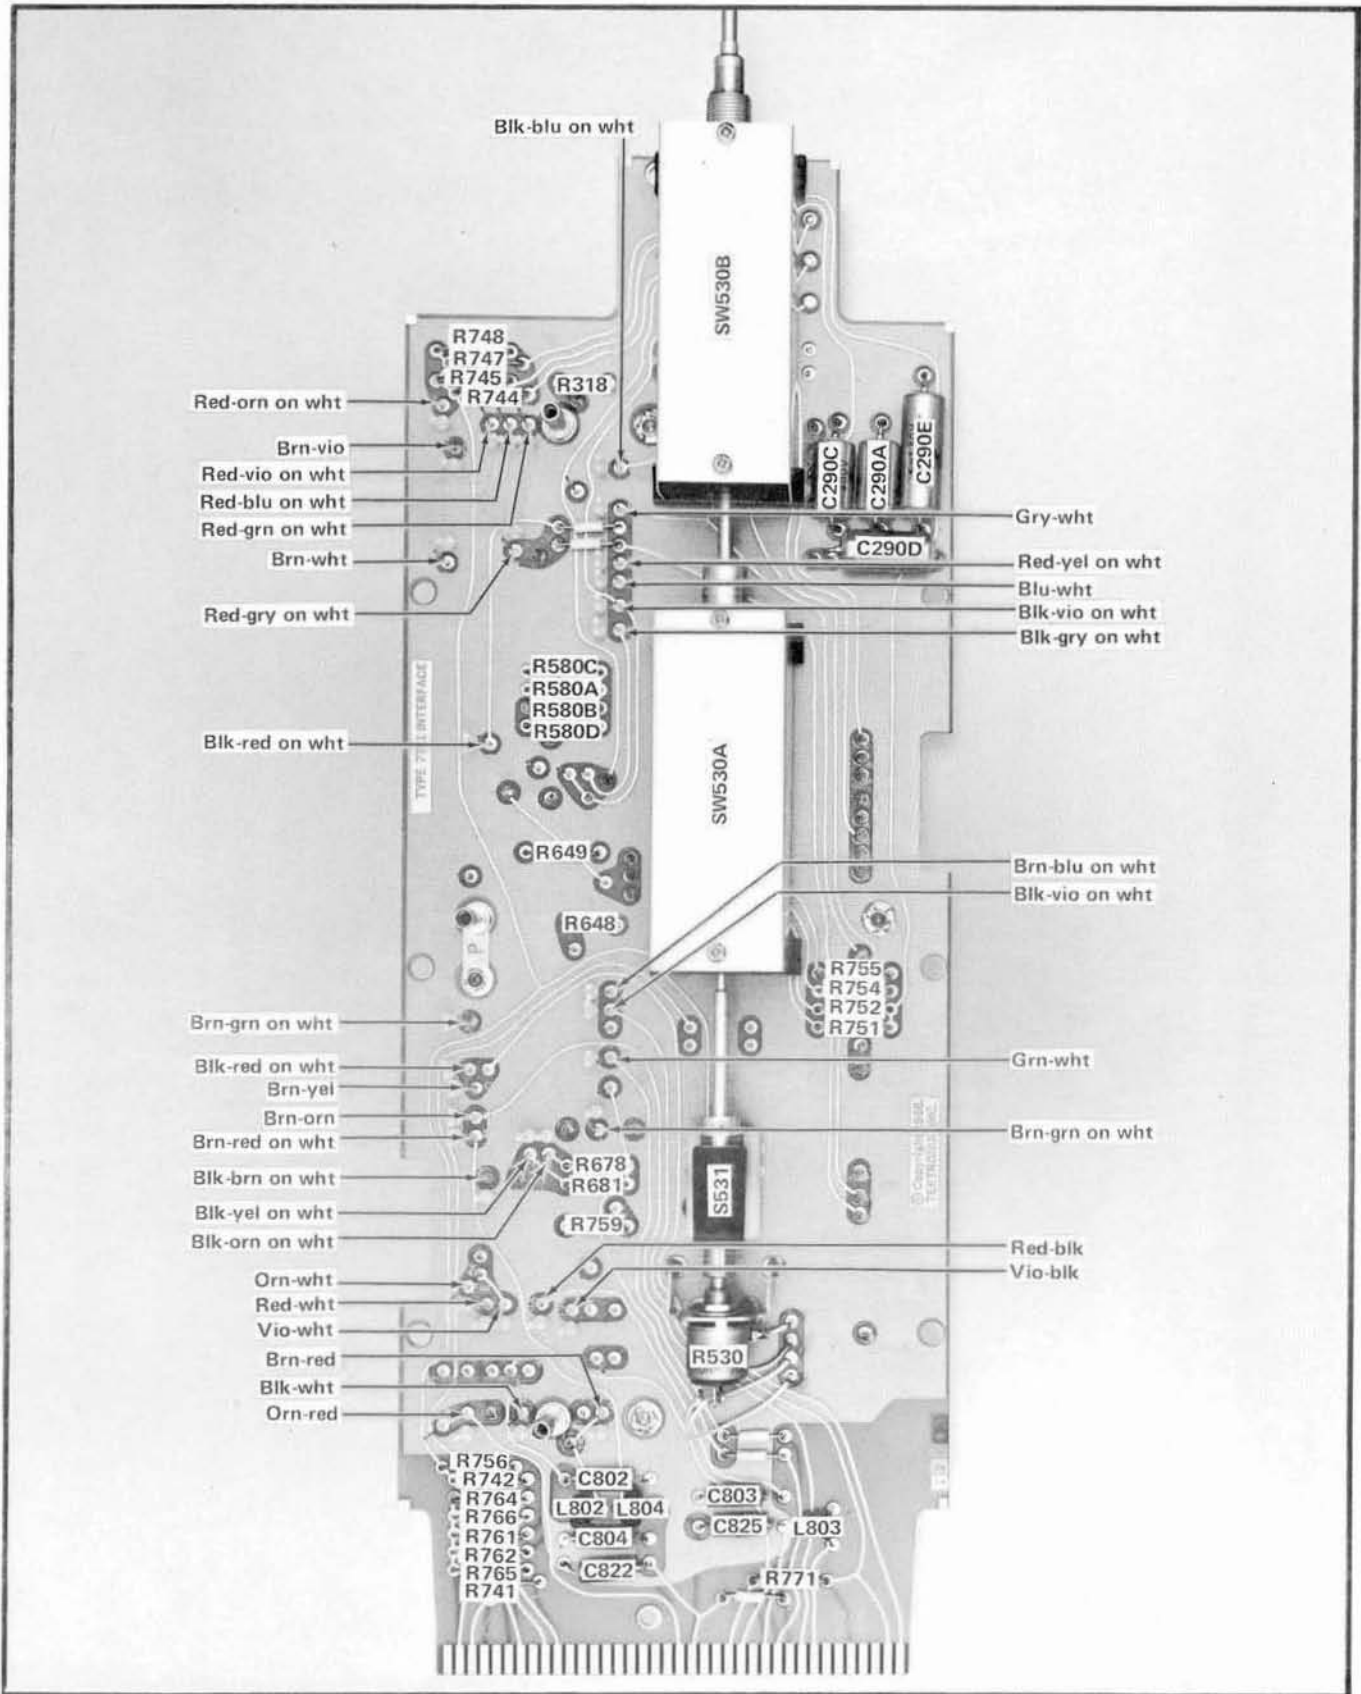 Blk-blu on wht
SW530B
R748
R747
R745
R744
R318
Red-orn on wht
Brn-vio
Red-vio on wht
Red-blu on wht
Red-grn on wht
Brn-wht
Red-gry on wht
C290C
C290A
C290E
C290D
Gry-wht
Red-yel on wht
Blu-wht
Blk-vio on wht
Blk-gry on wht
R580C
R580A
R580B
R580D
INTERFACE
TYPE
Blk-red on wht
SW530A
R649
R648
P
Brn-blu on wht
Blk-vio on wht
R755
R754
R752
R751
Brn-grn on wht
Blk-red on wht
Brn-yel
Brn-orn
Brn-red on wht
Blk-brn on wht
Blk-yel on wht
Blk-orn on wht
Grn-wht
Brn-grn on wht
R678
R681
R759
S531
© Copyright
TEKTRONIX, INC.
Orn-wht
Red-wht
Vio-wht
Red-blk
Vio-blk
Brn-red
Blk-wht
Orn-red
R530
R756
R742
R764
R766
R761
R762
R765
R741
C802
L802 L804
C804
C822
C803
C825
L803
R771